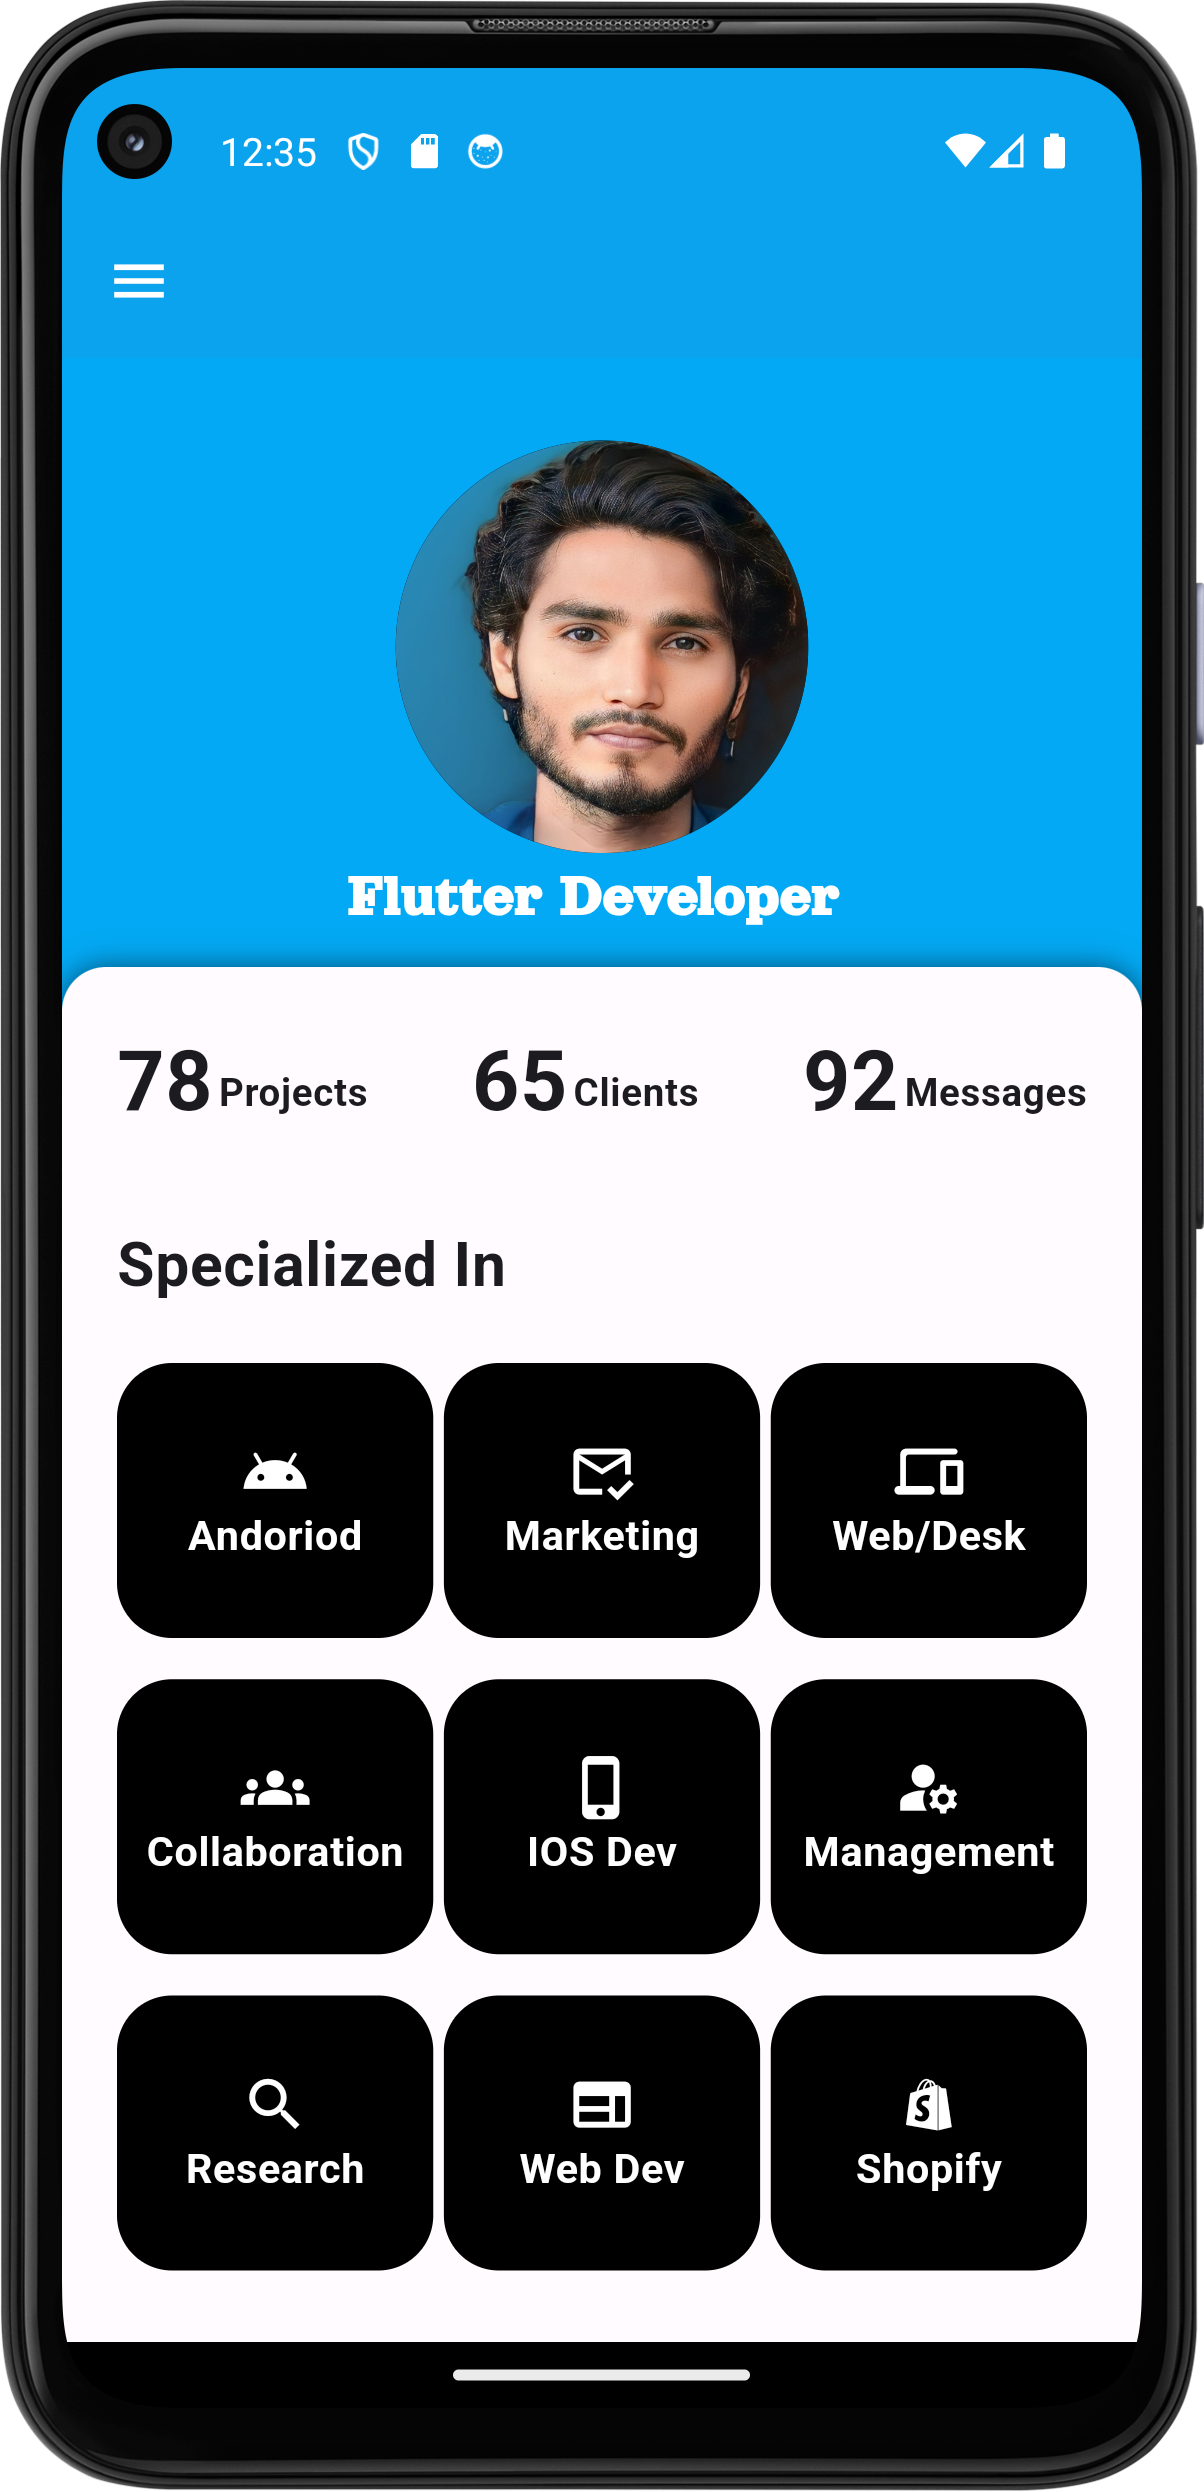 12:35
Flutter Developer
78 Projects 65 Clients 92 Messages
Specialized In
Andoriod Marketing Web/Desk
Collaboration IOS Dev Management
Research Web Dev Shopify